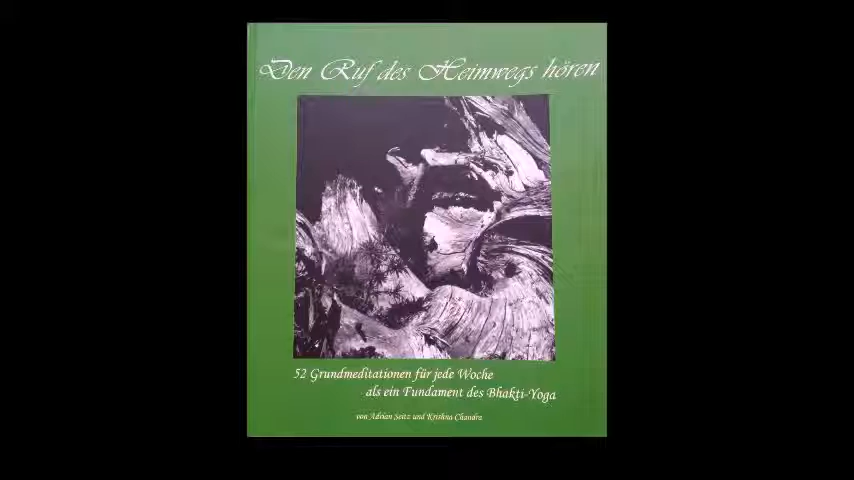 Den Ruf des Heimwegs hören
52 Grundmeditationen für jede Woche
als ein Fundament des Bhakti-Yoga
von Adrian Seitz und Krishna Chandra